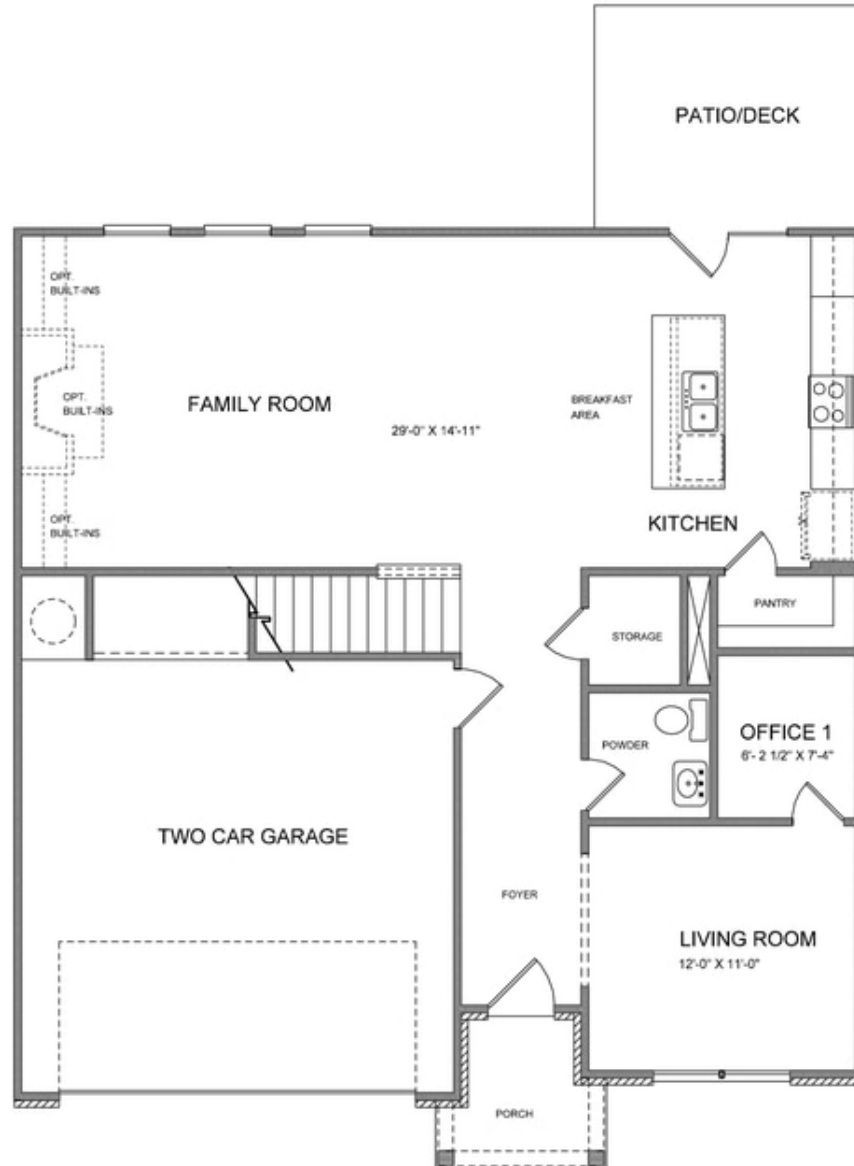 PATIO/DECK
OPT.
BUILT-INS
OPT.
BUILT-INS
FAMILY ROOM
29'-0" X 14'-11"
BREAKFAST
AREA
OPT.
BUILT-INS
KITCHEN
PANTRY
STORAGE
POWDER
OFFICE 1
6'- 2 1/2" X 7'-4"
TWO CAR GARAGE
FOYER
LIVING ROOM
12'-0" X 11'-0"
PORCH